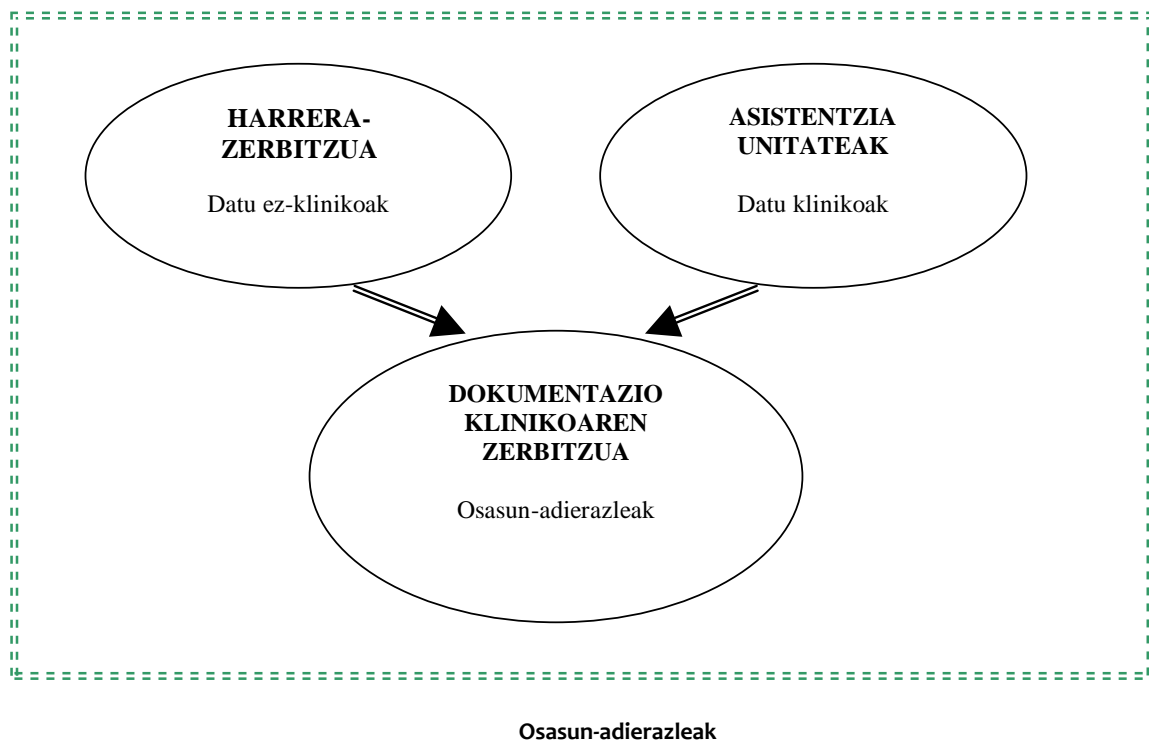 HARRERA-
ZERBITZUA
Datu ez-klinikoak
ASISTENTZIA
UNITATEAK
Datu klinikoak
DOKUMENTAZIO
KLINIKOAREN
ZERBITZUA
Osasun-adierazleak
Osasun-adierazleak